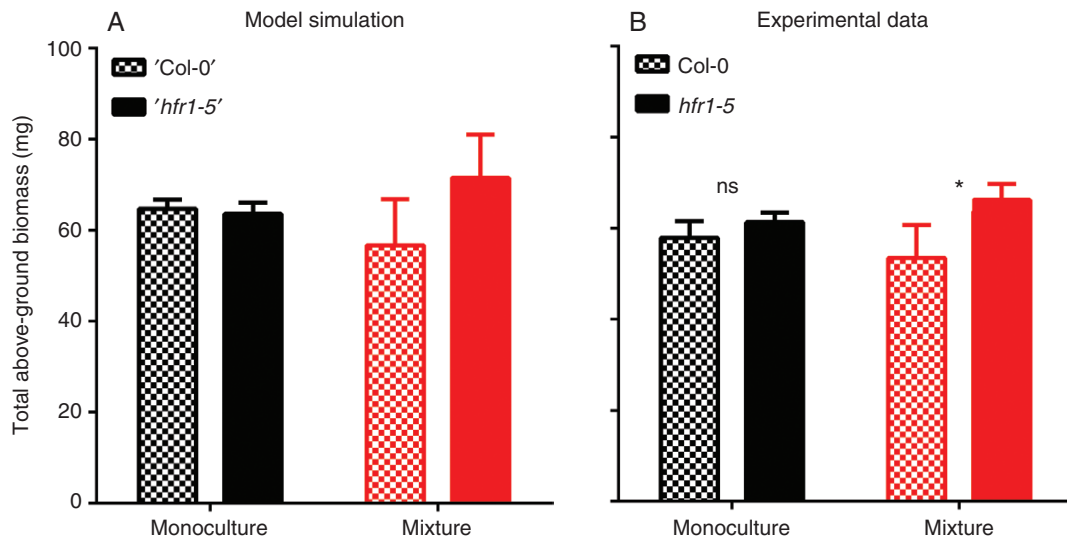 A
Model simulation
Total above-ground biomass (mg)
100
80
60
40
20
0
′Col-0′
′hfr1-5′
Monoculture
Mixture
B
Experimental data
Col-0
hfr1-5
ns
*
Monoculture
Mixture